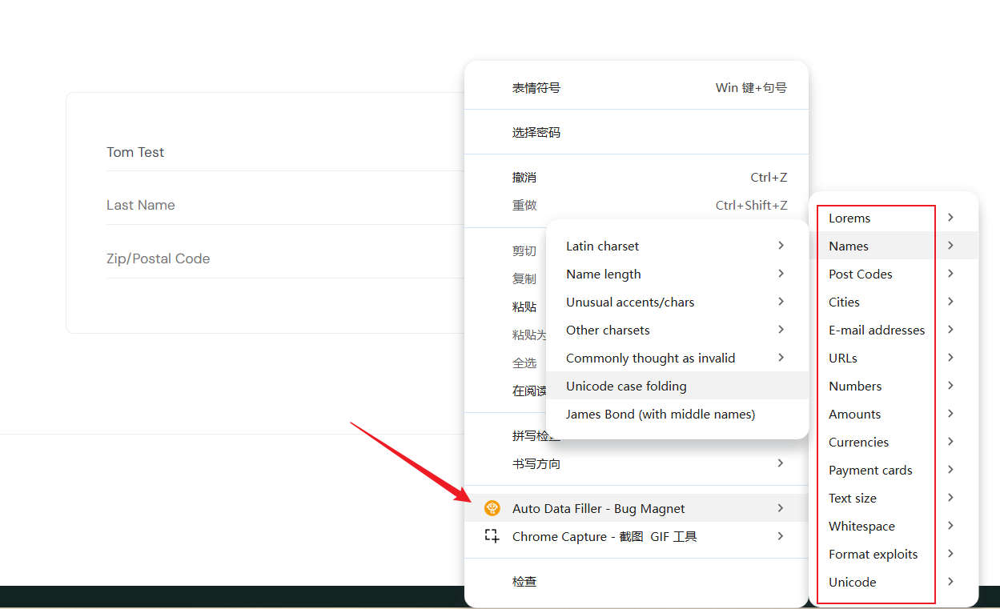 Tom Test
Last Name
Zip/Postal Code
表情符号 Win 键+句号
选择密码
撤消 Ctrl+Z
重做 Ctrl+Shift+Z
剪切
复制
粘贴
粘贴为
全选
在阅读
拼写检查
书写方向
Auto Data Filler - Bug Magnet
Chrome Capture - 截图 GIF 工具
检查
Latin charset
Name length
Unusual accents/chars
Other charsets
Commonly thought as invalid
Unicode case folding
James Bond (with middle names)
Lorems
Names
Post Codes
Cities
E-mail addresses
URLs
Numbers
Amounts
Currencies
Payment cards
Text size
Whitespace
Format exploits
Unicode